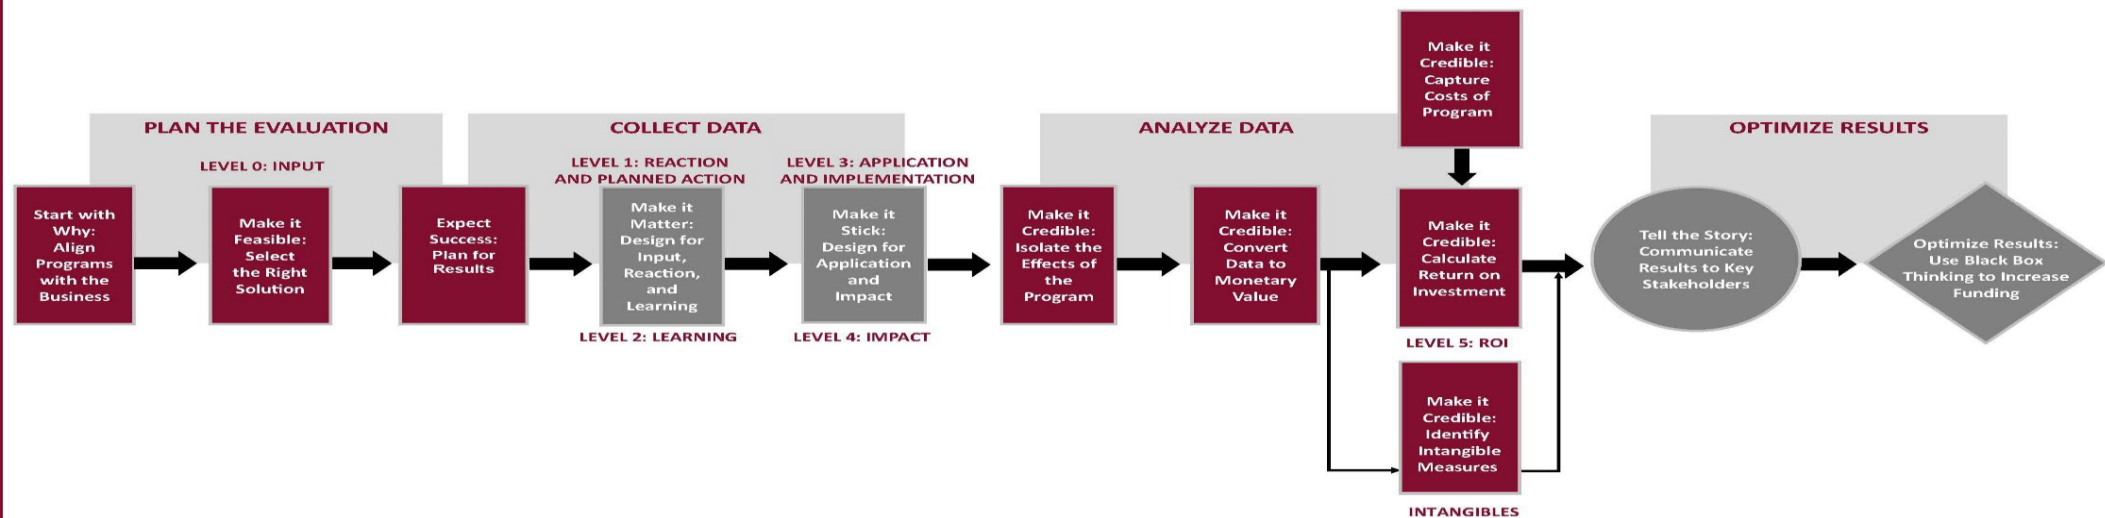 PLAN THE EVALUATION
LEVEL 0: INPUT
Start with
Why:
Align
Programs
with the
Business
Make it
Feasible:
Select
the Right
Solution
Expect
Success:
Plan for
Results
COLLECT DATA
LEVEL 1: REACTION
AND PLANNED ACTION
Make it
Matter:
Design for
Input,
Reaction,
and
Learning
LEVEL 2: LEARNING
LEVEL 3: APPLICATION
AND IMPLEMENTATION
Make it
Stick:
Design for
Application
and
Impact
LEVEL 4: IMPACT
ANALYZE DATA
Make it
Credible:
Isolate the
Effects of
the
Program
Make it
Credible:
Convert
Data to
Monetary
Value
Make it
Credible:
Capture
Costs of
Program
Make it
Credible:
Calculate
Return on
Investment
LEVEL 5: ROI
Make it
Credible:
Identify
Intangible
Measures
INTANGIBLES
OPTIMIZE RESULTS
Tell the Story:
Communicate
Results to Key
Stakeholders
Optimize Results:
Use Black Box
Thinking to Increase
Funding